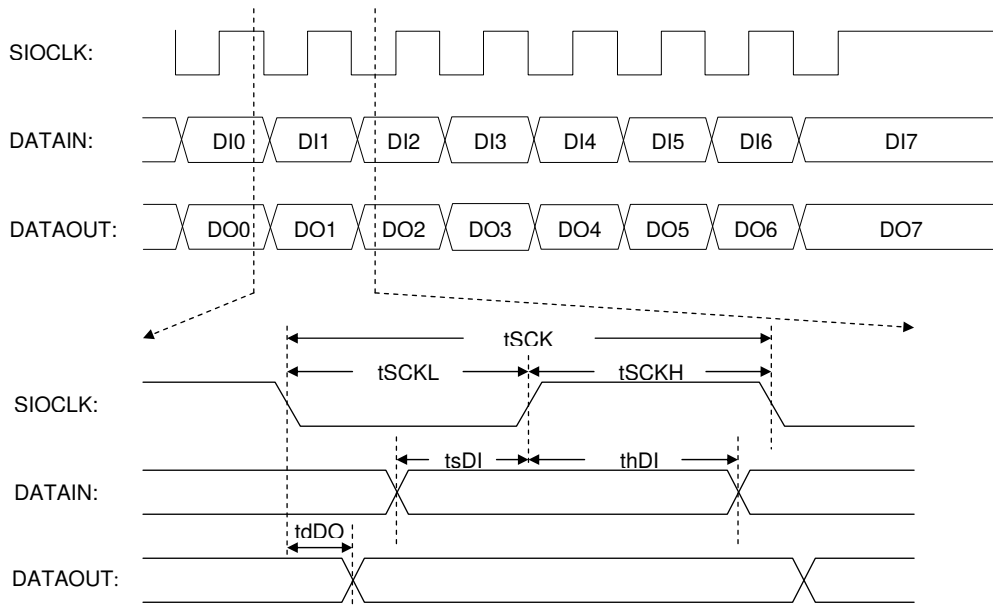 SIOCLK:
DATAIN: DI0 DI1 DI2 DI3 DI4 DI5 DI6 DI7
DATAOUT: DO0 DO1 DO2 DO3 DO4 DO5 DO6 DO7
tSCK
tSCKL tSCKH
SIOCLK:
tsDI thDI
DATAIN:
tdDO
DATAOUT: